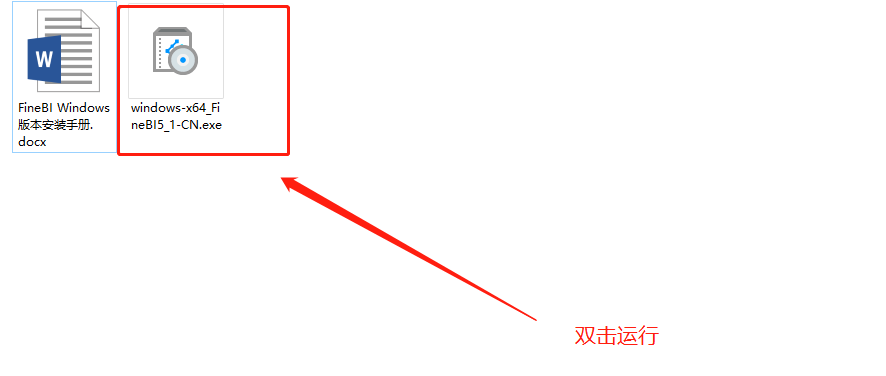 W
FineBI Windows
版本安装手册.
docx
windows-x64_Fi
neBI5_1-CN.exe
双击运行